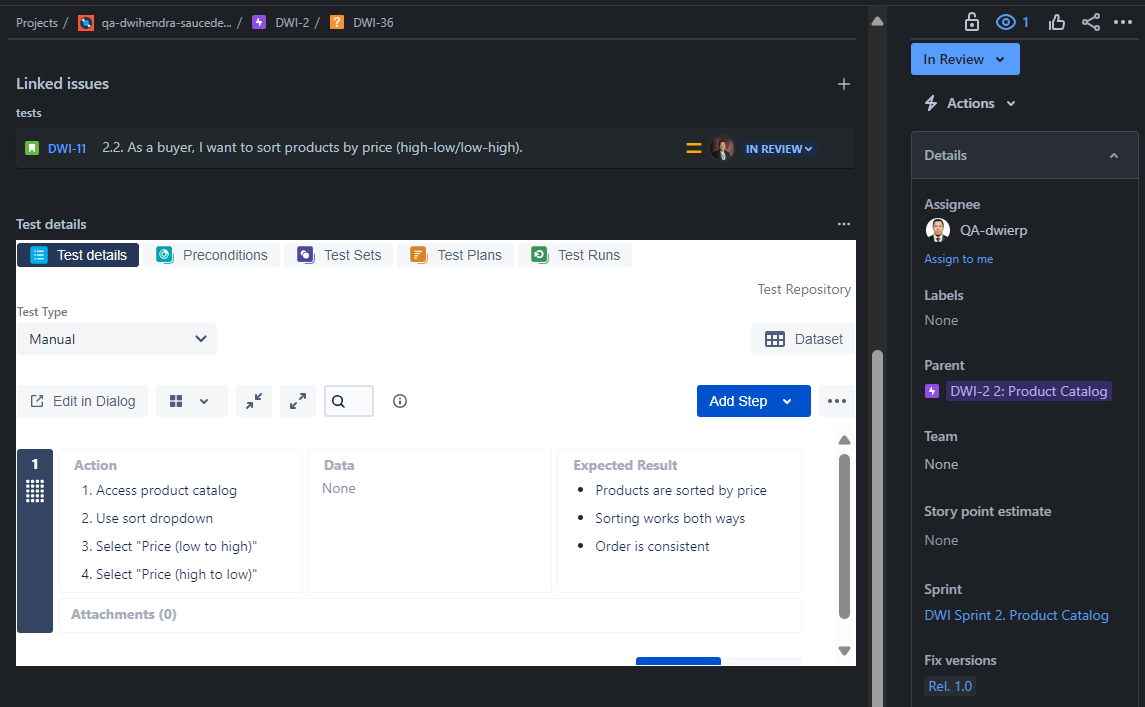 Projects / qa-dwihendra-saucede... / DWI-2 / DWI-36
1
In Review
Actions
Linked issues
tests
DWI-11 2.2. As a buyer, I want to sort products by price (high-low/low-high). IN REVIEW
Test details
Test details Preconditions Test Sets Test Plans Test Runs
Test Repository
Test Type
Manual
Dataset
Edit in Dialog
Add Step
1
Action
1. Access product catalog
2. Use sort dropdown
3. Select "Price (low to high)"
4. Select "Price (high to low)"
Data
None
Expected Result
• Products are sorted by price
• Sorting works both ways
• Order is consistent
Attachments (0)
Details
Assignee
QA-dwierp
Assign to me
Labels
None
Parent
DWI-2 2: Product Catalog
Team
None
Story point estimate
None
Sprint
DWI Sprint 2. Product Catalog
Fix versions
Rel. 1.0